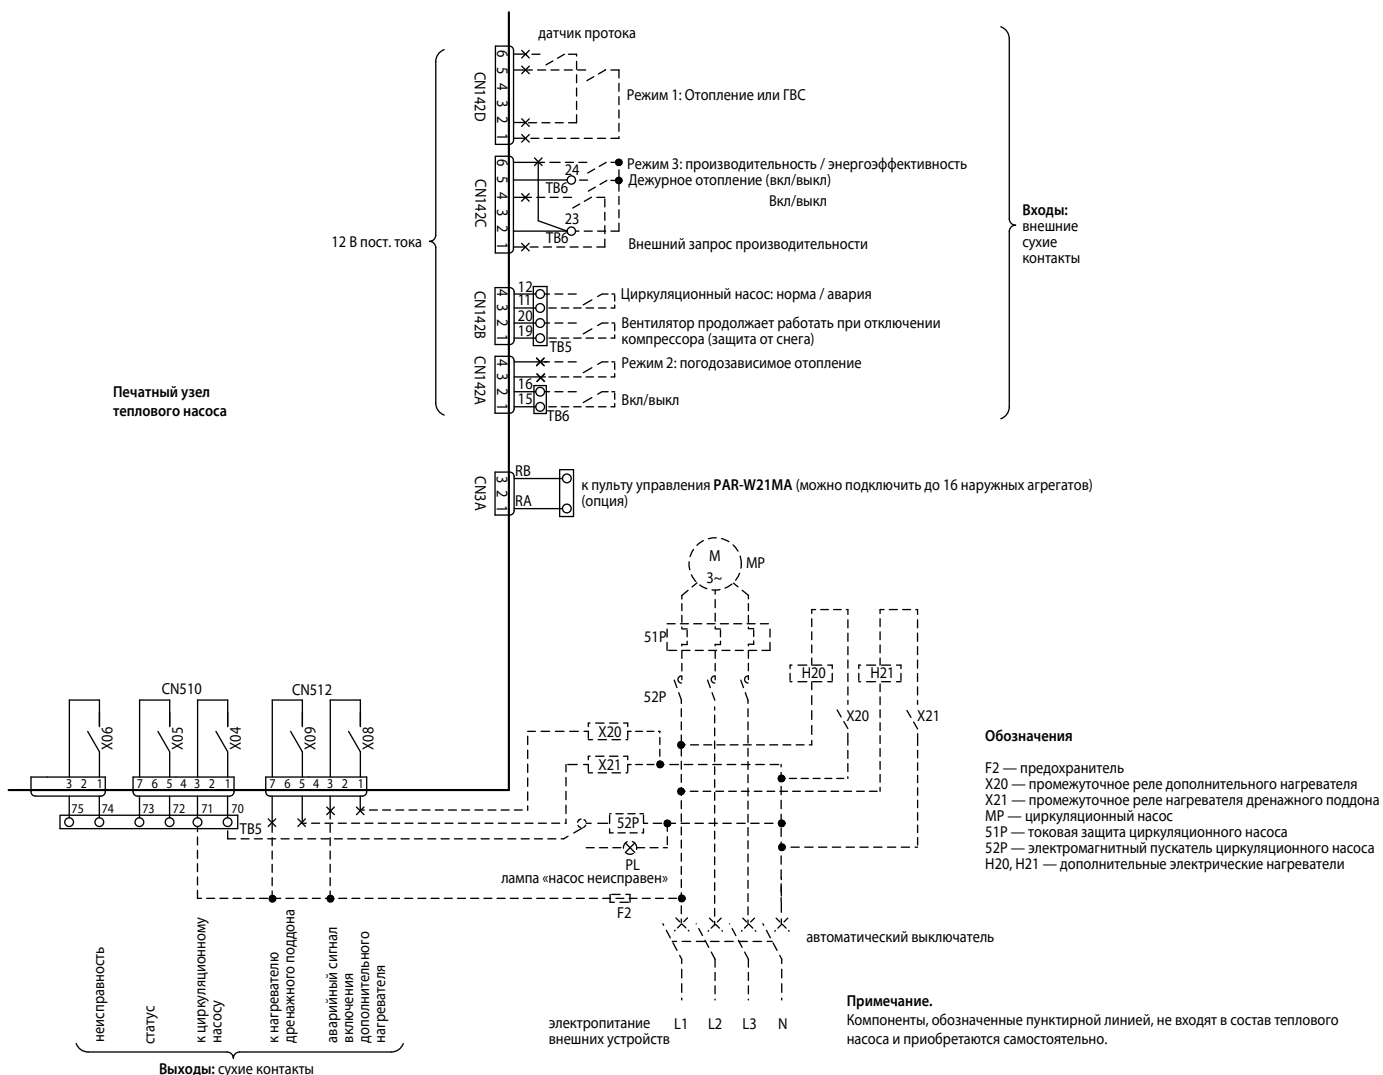 датчик протока
CN142D
6
5
4
3
2
1
Режим 1: Отопление или ГВС
CN142C
6
5
4
3
2
1
24
TB6
23
TB6
Режим 3: производительность / энергоэффективность
Дежурное отопление (вкл/выкл)
Вкл/выкл
Внешний запрос производительности
12 В пост. тока
Входы:
внешние
сухие
контакты
CN142B
4
3
2
1
12
11
20
19
TB5
Циркуляционный насос: норма / авария
Вентилятор продолжает работать при отключении
компрессора (защита от снега)
CN142A
4
3
2
1
16
15
TB6
Режим 2: погодозависимое отопление
Вкл/выкл
Печатный узел
теплового насоса
CN3A
3
2
1
RB
RA
к пульту управления PAR-W21MA (можно подключить до 16 наружных агрегатов)
(опция)
M
3~
MP
51P
52P
H20
H21
X20
X21
CN510
CN512
X06
X05
X04
X09
X08
3 2 1
7 6 5 4 3 2 1
7 6 5 4 3 2 1
75 74 73 72 71 70
TB5
X20
X21
52P
PL
лампа «насос неисправен»
F2
автоматический выключатель
Обозначения
F2 — предохранитель
X20 — промежуточное реле дополнительного нагревателя
X21 — промежуточное реле нагревателя дренажного поддона
MP — циркуляционный насос
51P — токовая защита циркуляционного насоса
52P — электромагнитный пускатель циркуляционного насоса
H20, H21 — дополнительные электрические нагреватели
неисправность
статус
к циркуляционному
насосу
к нагревателю
дренажного поддона
аварийный сигнал
включения
дополнительного
нагревателя
Выходы: сухие контакты
электропитание
внешних устройств
L1 L2 L3 N
Примечание.
Компоненты, обозначенные пунктирной линией, не входят в состав теплового
насоса и приобретаются самостоятельно.